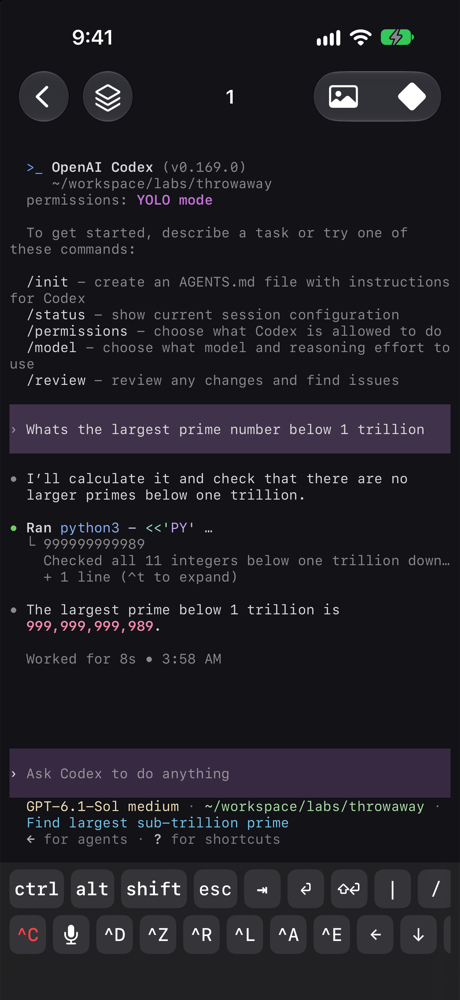 9:41
1
>_ OpenAI Codex (v0.169.0)
~/workspace/labs/throwaway
permissions: YOLO mode
To get started, describe a task or try one of
these commands:
/init – create an AGENTS.md file with instructions
for Codex
/status – show current session configuration
/permissions – choose what Codex is allowed to do
/model – choose what model and reasoning effort to
use
/review – review any changes and find issues
› Whats the largest prime number below 1 trillion
• I’ll calculate it and check that there are no
larger primes below one trillion.
• Ran python3 – <<'PY' …
└ 999999999989
Checked all 11 integers below one trillion down…
+ 1 line (^t to expand)
• The largest prime below 1 trillion is
999,999,999,989.
Worked for 8s • 3:58 AM
› Ask Codex to do anything
GPT–6.1–Sol medium · ~/workspace/labs/throwaway ·
Find largest sub–trillion prime
← for agents · ? for shortcuts
ctrl alt shift esc ⇥ ⏎ ⇧⏎ | /
^C ^D ^Z ^R ^L ^A ^E ← ↓